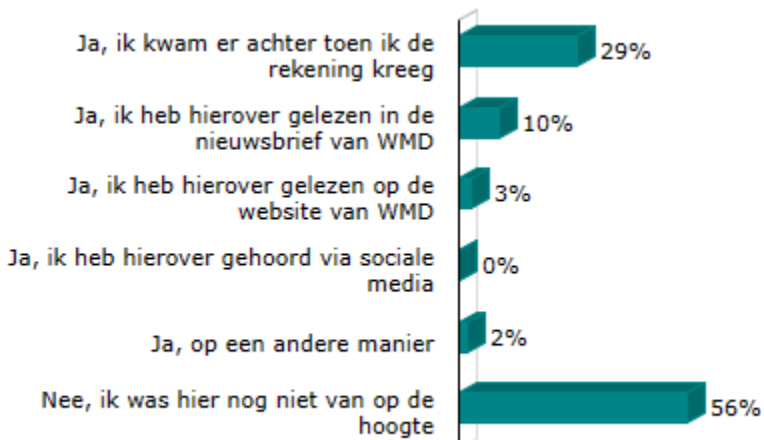 Ja, ik kwam er achter toen ik de
rekening kreeg
29%
Ja, ik heb hierover gelezen in de
nieuwsbrief van WMD
10%
Ja, ik heb hierover gelezen op de
website van WMD
3%
Ja, ik heb hierover gehoord via sociale
media
0%
Ja, op een andere manier
2%
Nee, ik was hier nog niet van op de
hoogte
56%